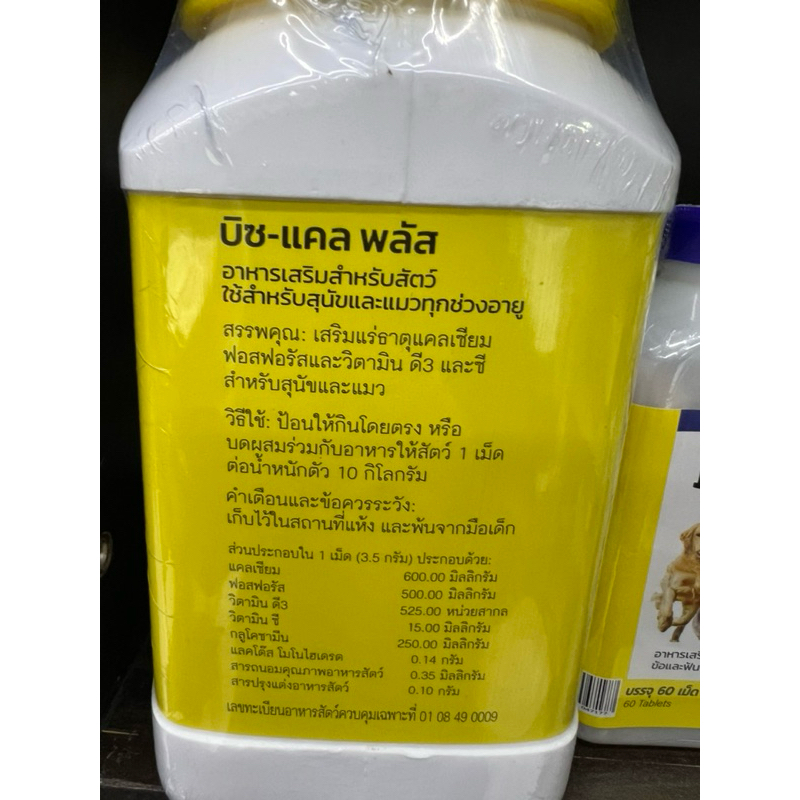 บิซ-แคล พลัส
อาหารเสริมสำหรับสัตว์
ใช้สำหรับสุนัขและแมวทุกช่วงอายุ
สรรพคุณ: เสริมแร่ธาตุแคลเซียม
ฟอสฟอรัสและวิตามิน ดี3 และซี
สำหรับสุนัขและแมว
วิธีใช้: ป้อนให้กินโดยตรง หรือ
บดผสมร่วมกับอาหารให้สัตว์ 1 เม็ด
ต่อน้ำหนักตัว 10 กิโลกรัม
คำเตือนและข้อควรระวัง:
เก็บไว้ในสถานที่แห้ง และพ้นจากมือเด็ก
ส่วนประกอบใน 1 เม็ด (3.5 กรัม) ประกอบด้วย:
แคลเซียม 600.00 มิลลิกรัม
ฟอสฟอรัส 500.00 มิลลิกรัม
วิตามิน ดี3 525.00 หน่วยสากล
วิตามิน ซี 15.00 มิลลิกรัม
กลูโคซามีน 250.00 มิลลิกรัม
แลคโต๊ส โมโนไฮเดรต 0.14 กรัม
สารถนอมคุณภาพอาหารสัตว์ 0.35 มิลลิกรัม
สารปรุงแต่งอาหารสัตว์ 0.10 กรัม
เลขทะเบียนอาหารสัตว์ควบคุมเฉพาะที่ 01 08 49 0009
อาหารเสริ
ข้อและฟัน
บรรจุ 60 เม็ด
60 Tablets